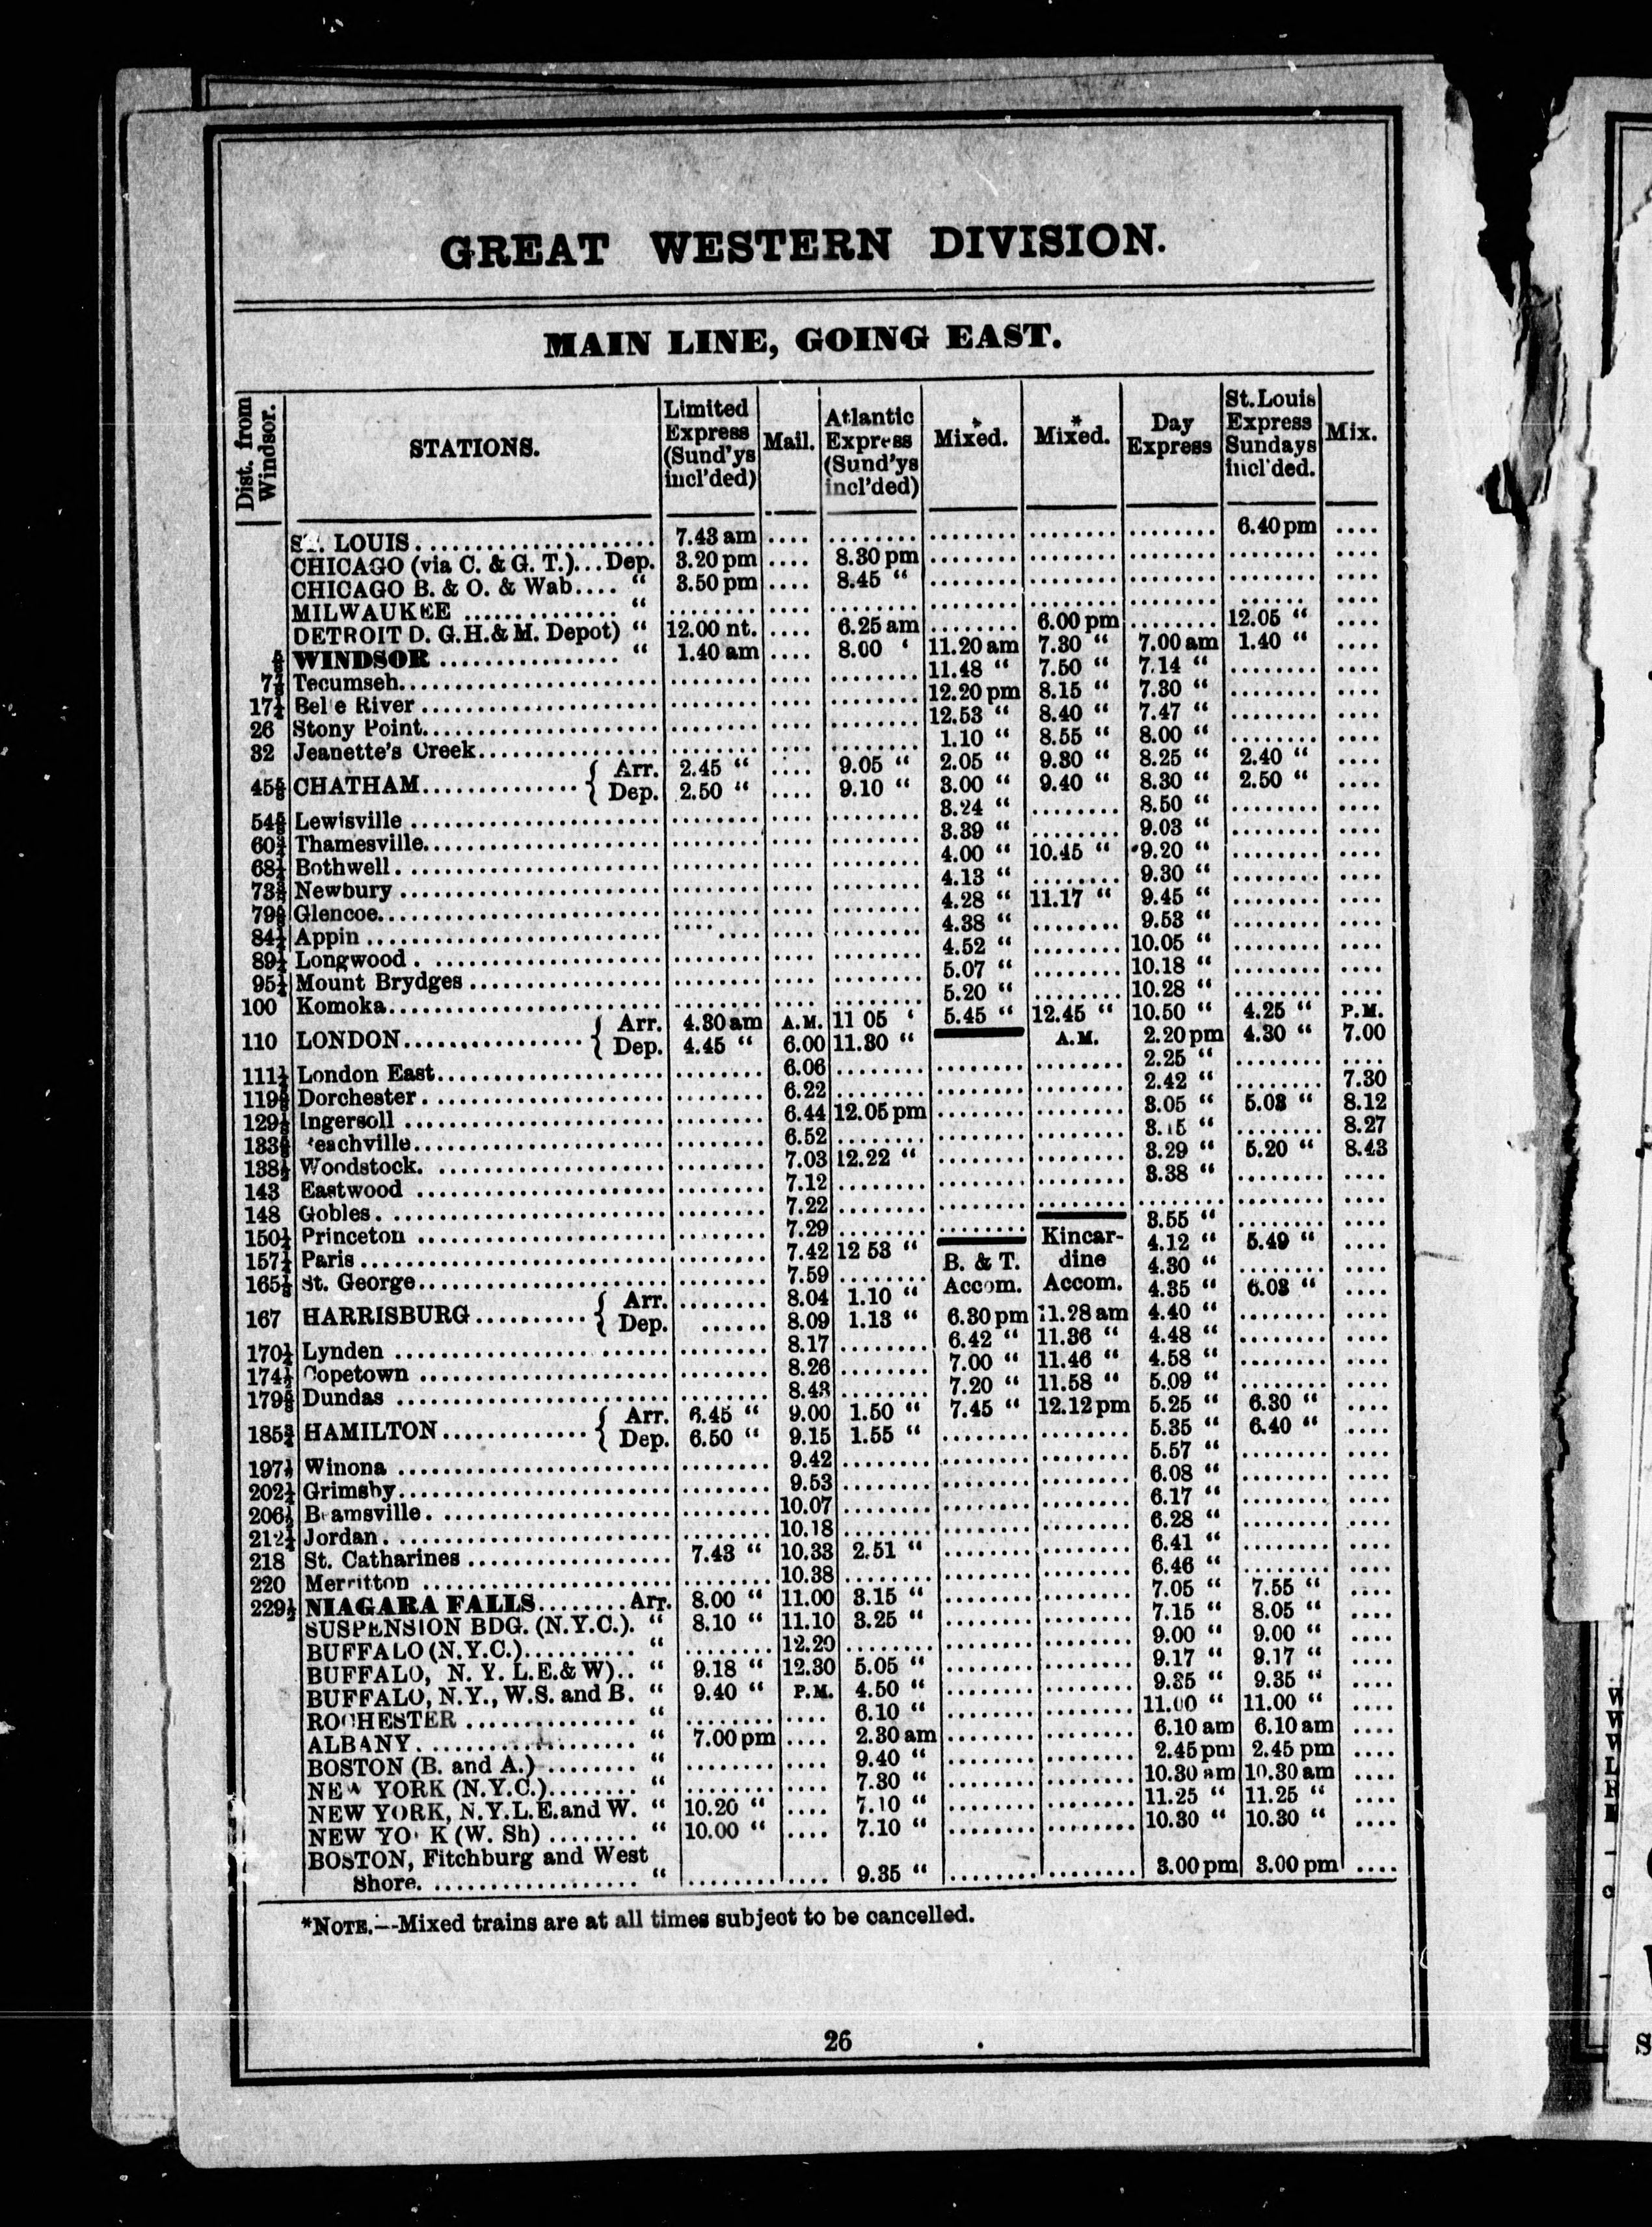 GREAT WESTERN DIVISION.
MAIN LINE, GOING EAST.
Dist. from Windsor. STATIONS. Limited Express (Sund'ys incl'ded) Mail. Atlantic Express (Sund'ys incl'ded) * Mixed. * Mixed. Day Express St. Louis Express Sundays incl'ded. Mix.
ST. LOUIS 7.43 am .... ........ ........ ........ ........ 6.40 pm ....
CHICAGO (via C. & G. T.)...Dep. 3.20 pm .... 8.30 pm ........ ........ ........ ........ ....
CHICAGO B. & O. & Wab.... “ 3.50 pm .... 8.45 “ ........ ........ ........ ........ ....
MILWAUKEE ............... “ ........ .... ........ ........ ........ ........ ........ ....
DETROIT D. G.H.& M. Depot) “ 12.00 nt. .... 6.25 am ........ 6.00 pm ........ 12.05 “ ....
WINDSOR ................ “ 1.40 am .... 8.00 ‘ 11.20 am 7.30 “ 7.00 am 1.40 “ ....
Tecumseh ........ .... ........ 11.48 “ 7.50 “ 7.14 “ ........ ....
17½ Bel e River ........ .... ........ 12.20 pm 8.15 “ 7.30 “ ........ ....
26 Stony Point ........ .... ........ 12.53 “ 8.40 “ 7.47 “ ........ ....
32 Jeanette's Creek ........ .... ........ 1.10 “ 8.55 “ 8.00 “ ........ ....
45⅝ CHATHAM { Arr. 2.45 “ .... 9.05 “ 2.05 “ 9.30 “ 8.25 “ 2.40 “ ....
{ Dep. 2.50 “ .... 9.10 “ 3.00 “ 9.40 “ 8.30 “ 2.50 “ ....
Lewisville ........ .... ........ 3.24 “ ........ 8.50 “ ........ ....
Thamesville ........ .... ........ 3.39 “ ........ 9.03 “ ........ ....
Bothwell ........ .... ........ 4.00 “ 10.45 “ 9.20 “ ........ ....
Newbury ........ .... ........ 4.13 “ ........ 9.30 “ ........ ....
Glencoe ........ .... ........ 4.28 “ 11.17 “ 9.45 “ ........ ....
Appin ........ .... ........ 4.38 “ ........ 9.53 “ ........ ....
Longwood ........ .... ........ 4.52 “ ........ 10.05 “ ........ ....
Mount Brydges ........ .... ........ 5.07 “ ........ 10.18 “ ........ ....
100 Komoka ........ .... ........ 5.20 “ ........ 10.28 “ ........ ....
110 LONDON { Arr. 4.30 am A.M. 11 05 ‘ 5.45 “ 12.45 “ 10.50 “ 4.25 “ P.M.
{ Dep. 4.45 “ 6.00 11.30 “ A.M. 2.20 pm 4.30 “ 7.00
London East ........ 6.06 ........ ........ ........ 2.25 “ ........ ....
Dorchester ........ 6.22 ........ ........ ........ 2.42 “ ........ 7.30
Ingersoll ........ 6.44 12.05 pm ........ ........ 3.05 “ 5.03 “ 8.12
eachville ........ 6.52 ........ ........ ........ 3.15 “ ........ 8.27
138½ Woodstock ........ 7.03 12.22 “ ........ ........ 3.29 “ 5.20 “ 8.43
143 Eastwood ........ 7.12 ........ ........ ........ 3.38 “ ........ ....
148 Gobles ........ 7.22 ........ ........ ........ ........ ........ ....
Princeton ........ 7.29 ........ ........ 3.55 “ ........ ....
Paris ........ 7.42 12 53 “ B. & T. Kincar- 4.12 “ 5.49 “ ....
St. George ........ 7.59 ........ Accom. dine Accom. 4.30 “ ........ ....
167 HARRISBURG { Arr. ........ 8.04 1.10 “ 4.35 “ 6.03 “ ....
{ Dep. ...... 8.09 1.13 “ 6.30 pm 11.28 am 4.40 “ ........ ....
Lynden ........ 8.17 ........ 6.42 “ 11.36 “ 4.48 “ ........ ....
Copetown ........ 8.26 ........ 7.00 “ 11.46 “ 4.58 “ ........ ....
Dundas ........ 8.43 ........ 7.20 “ 11.58 “ 5.09 “ ........ ....
185¾ HAMILTON { Arr. 6.45 “ 9.00 1.50 “ 7.45 “ 12.12 pm 5.25 “ 6.30 “ ....
{ Dep. 6.50 “ 9.15 1.55 “ ........ ........ 5.35 “ 6.40 “ ....
Winona ........ 9.42 ........ ........ ........ 5.57 “ ........ ....
Grimsby ........ 9.53 ........ ........ ........ 6.08 “ ........ ....
Beamsville ........ 10.07 ........ ........ ........ 6.17 “ ........ ....
Jordan ........ 10.18 ........ ........ ........ 6.28 “ ........ ....
218 St. Catharines 7.43 “ 10.33 2.51 “ ........ ........ 6.41 “ ........ ....
220 Merritton ........ 10.38 ........ ........ ........ 6.46 “ ........ ....
229½ NIAGARA FALLS ........ Arr. 8.00 “ 11.00 3.15 “ ........ ........ 7.05 “ 7.55 “ ....
SUSPENSION BDG. (N.Y.C.). “ 8.10 “ 11.10 3.25 “ ........ ........ 7.15 “ 8.05 “ ....
BUFFALO (N.Y.C.) “ ........ 12.20 ........ ........ ........ 9.00 “ 9.00 “ ....
BUFFALO, N. Y. L.E.& W).. “ 9.18 “ 12.30 5.05 “ ........ ........ 9.17 “ 9.17 “ ....
BUFFALO, N.Y., W.S. and B. “ 9.40 “ P.M. 4.50 “ ........ ........ 9.35 “ 9.35 “ ....
ROCHESTER “ ........ .... 6.10 “ ........ ........ 11.00 “ 11.00 “ ....
ALBANY “ 7.00 pm .... 2.30 am ........ ........ 6.10 am 6.10 am ....
BOSTON (B. and A.) “ ........ .... 9.40 “ ........ ........ 2.45 pm 2.45 pm ....
NEW YORK (N.Y.C.) “ ........ .... 7.30 “ ........ ........ 10.30 am 10.30 am ....
NEW YORK, N.Y.L.E. and W. “ 10.20 “ .... 7.10 “ ........ ........ 11.25 “ 11.25 “ ....
NEW YO K (W. Sh) ........ “ 10.00 “ .... 7.10 “ ........ ........ 10.30 “ 10.30 “ ....
BOSTON, Fitchburg and West
Shore. “ ........ .... 9.35 “ ........ ........ 3.00 pm 3.00 pm ....
*NOTE.—Mixed trains are at all times subject to be cancelled.
26